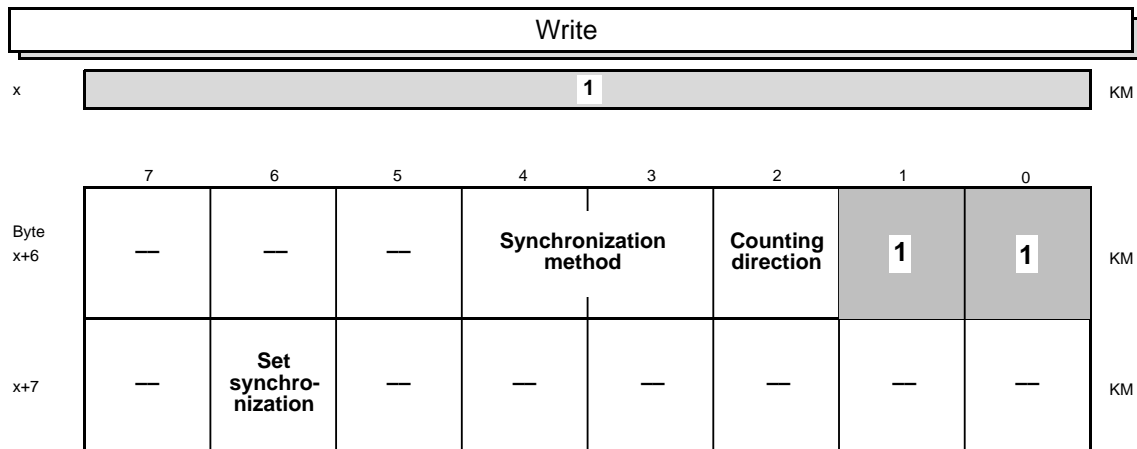 Write
x 1 KM
7 6 5 4 3 2 1 0
Byte
x+6 — — — Synchronization method Counting direction 1 1 KM
x+7 — Set synchro-nization — — — — — — KM